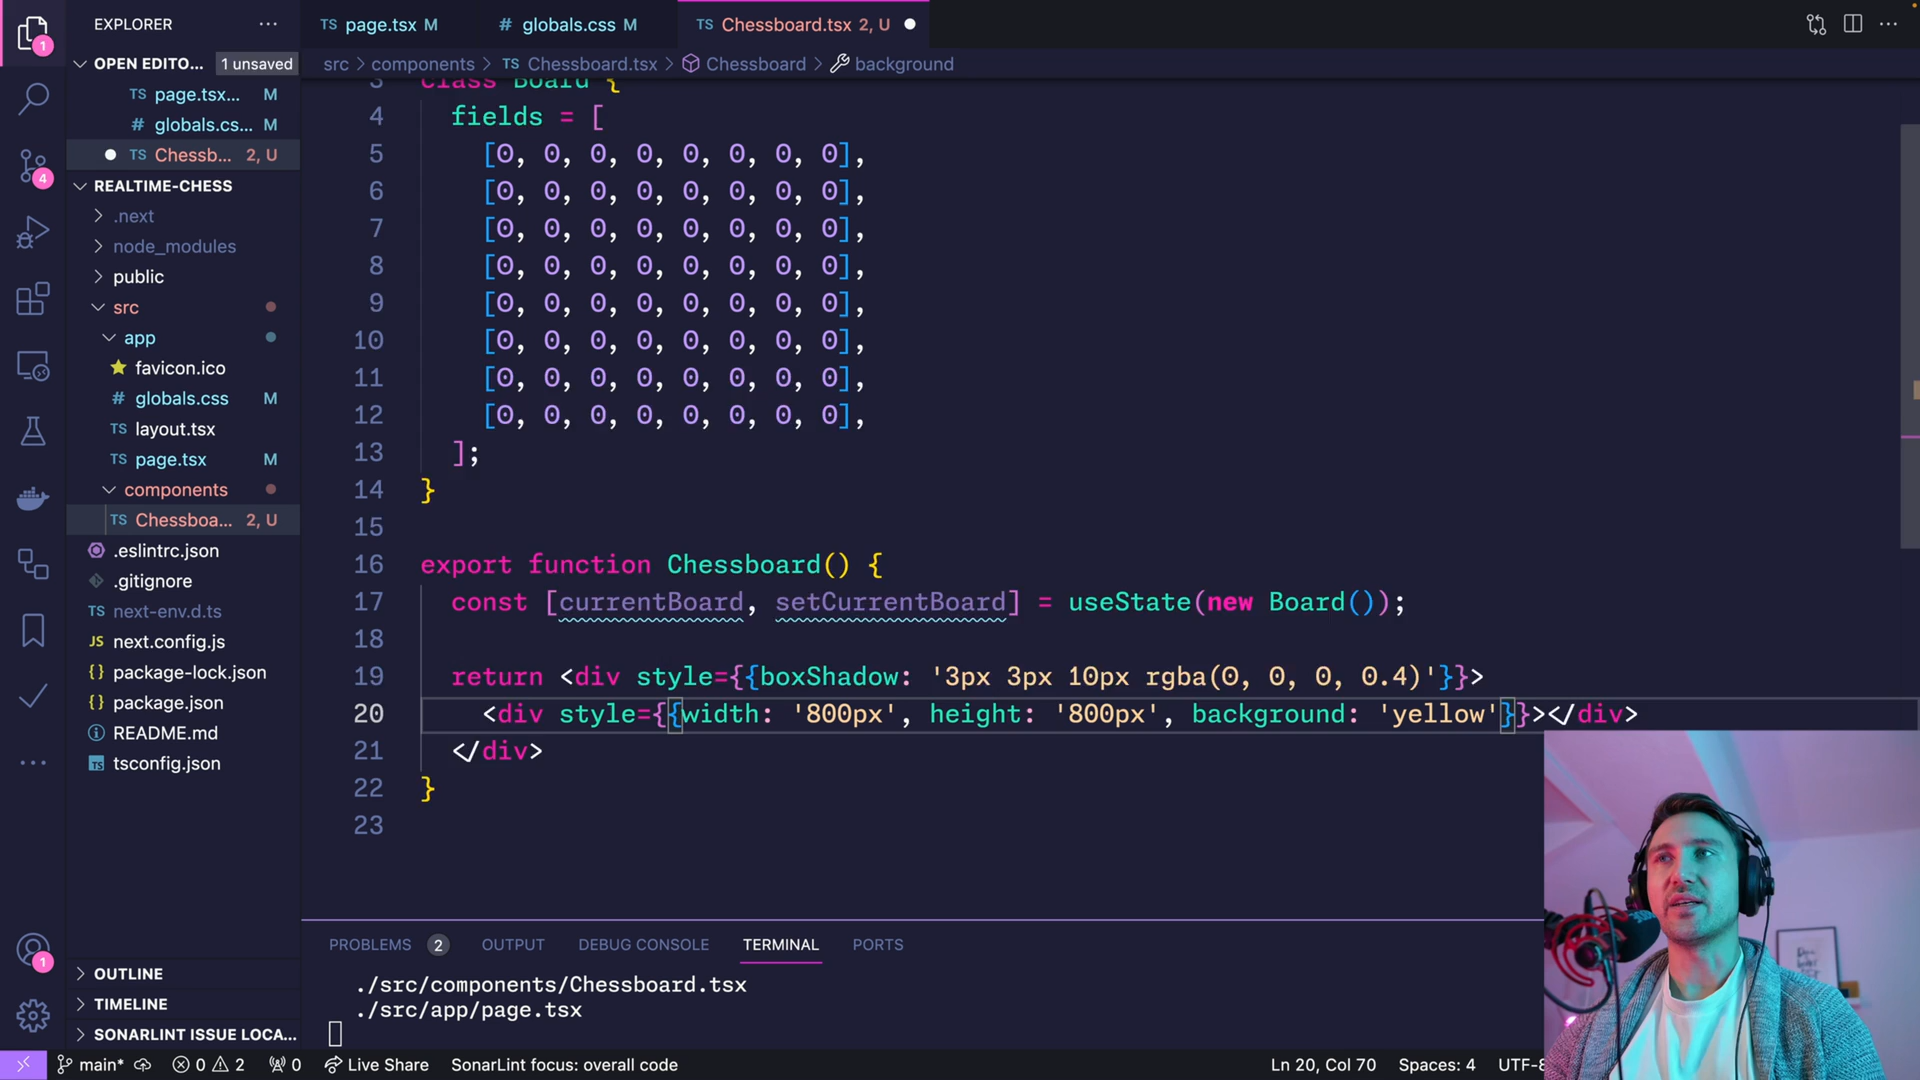 EXPLORER
OPEN EDITO... 1 unsaved
TS page.tsx... M
# globals.cs... M
TS Chessb... 2, U
REALTIME-CHESS
.next
node_modules
public
src
app
favicon.ico
# globals.css M
TS layout.tsx
TS page.tsx M
components
TS Chessboa... 2, U
.eslintrc.json
.gitignore
TS next-env.d.ts
JS next.config.js
{} package-lock.json
{} package.json
README.md
tsconfig.json
OUTLINE
TIMELINE
SONARLINT ISSUE LOCA...
1
4
1
TS page.tsx M
# globals.css M
TS Chessboard.tsx 2, U
src > components > TS Chessboard.tsx > Chessboard > background
3 class Board {
4 fields = [
5 [0, 0, 0, 0, 0, 0, 0, 0],
6 [0, 0, 0, 0, 0, 0, 0, 0],
7 [0, 0, 0, 0, 0, 0, 0, 0],
8 [0, 0, 0, 0, 0, 0, 0, 0],
9 [0, 0, 0, 0, 0, 0, 0, 0],
10 [0, 0, 0, 0, 0, 0, 0, 0],
11 [0, 0, 0, 0, 0, 0, 0, 0],
12 [0, 0, 0, 0, 0, 0, 0, 0],
13 ];
14 }
15
16 export function Chessboard() {
17 const [currentBoard, setCurrentBoard] = useState(new Board());
18
19 return <div style={{boxShadow: '3px 3px 10px rgba(0, 0, 0, 0.4)'}}>
20 <div style={{width: '800px', height: '800px', background: 'yellow'}}></div>
21 </div>
22 }
23
PROBLEMS 2 OUTPUT DEBUG CONSOLE TERMINAL PORTS
./src/components/Chessboard.tsx
./src/app/page.tsx
main* 0 2 0 Live Share SonarLint focus: overall code Ln 20, Col 70 Spaces: 4